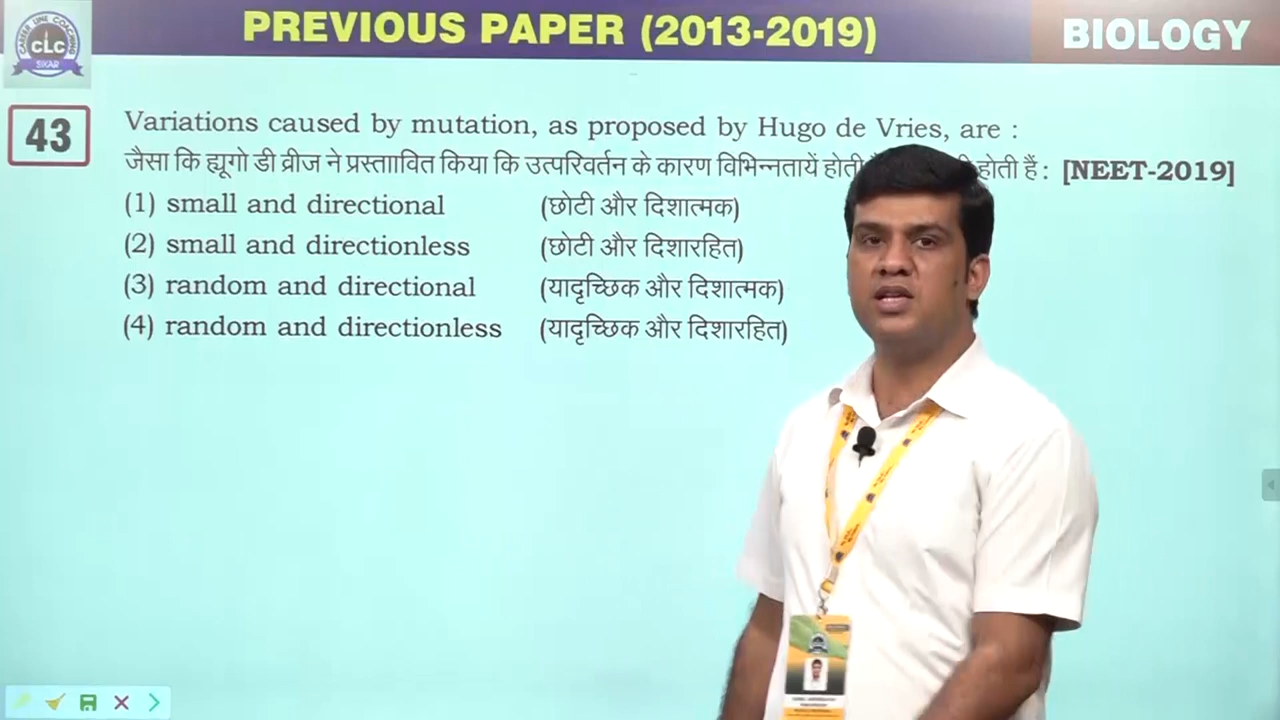 PREVIOUS PAPER (2013-2019)
BIOLOGY
CLC
SIKAR
43
Variations caused by mutation, as proposed by Hugo de Vries, are :
जैसा कि ह्यूगो डी व्रीज ने प्रस्ताावित किया कि उत्परिवर्तन के कारण विभिन्नतायें होती होती हैं : [NEET-2019]
(1) small and directional (छोटी और दिशात्मक)
(2) small and directionless (छोटी और दिशारहित)
(3) random and directional (यादृच्छिक और दिशात्मक)
(4) random and directionless (यादृच्छिक और दिशारहित)